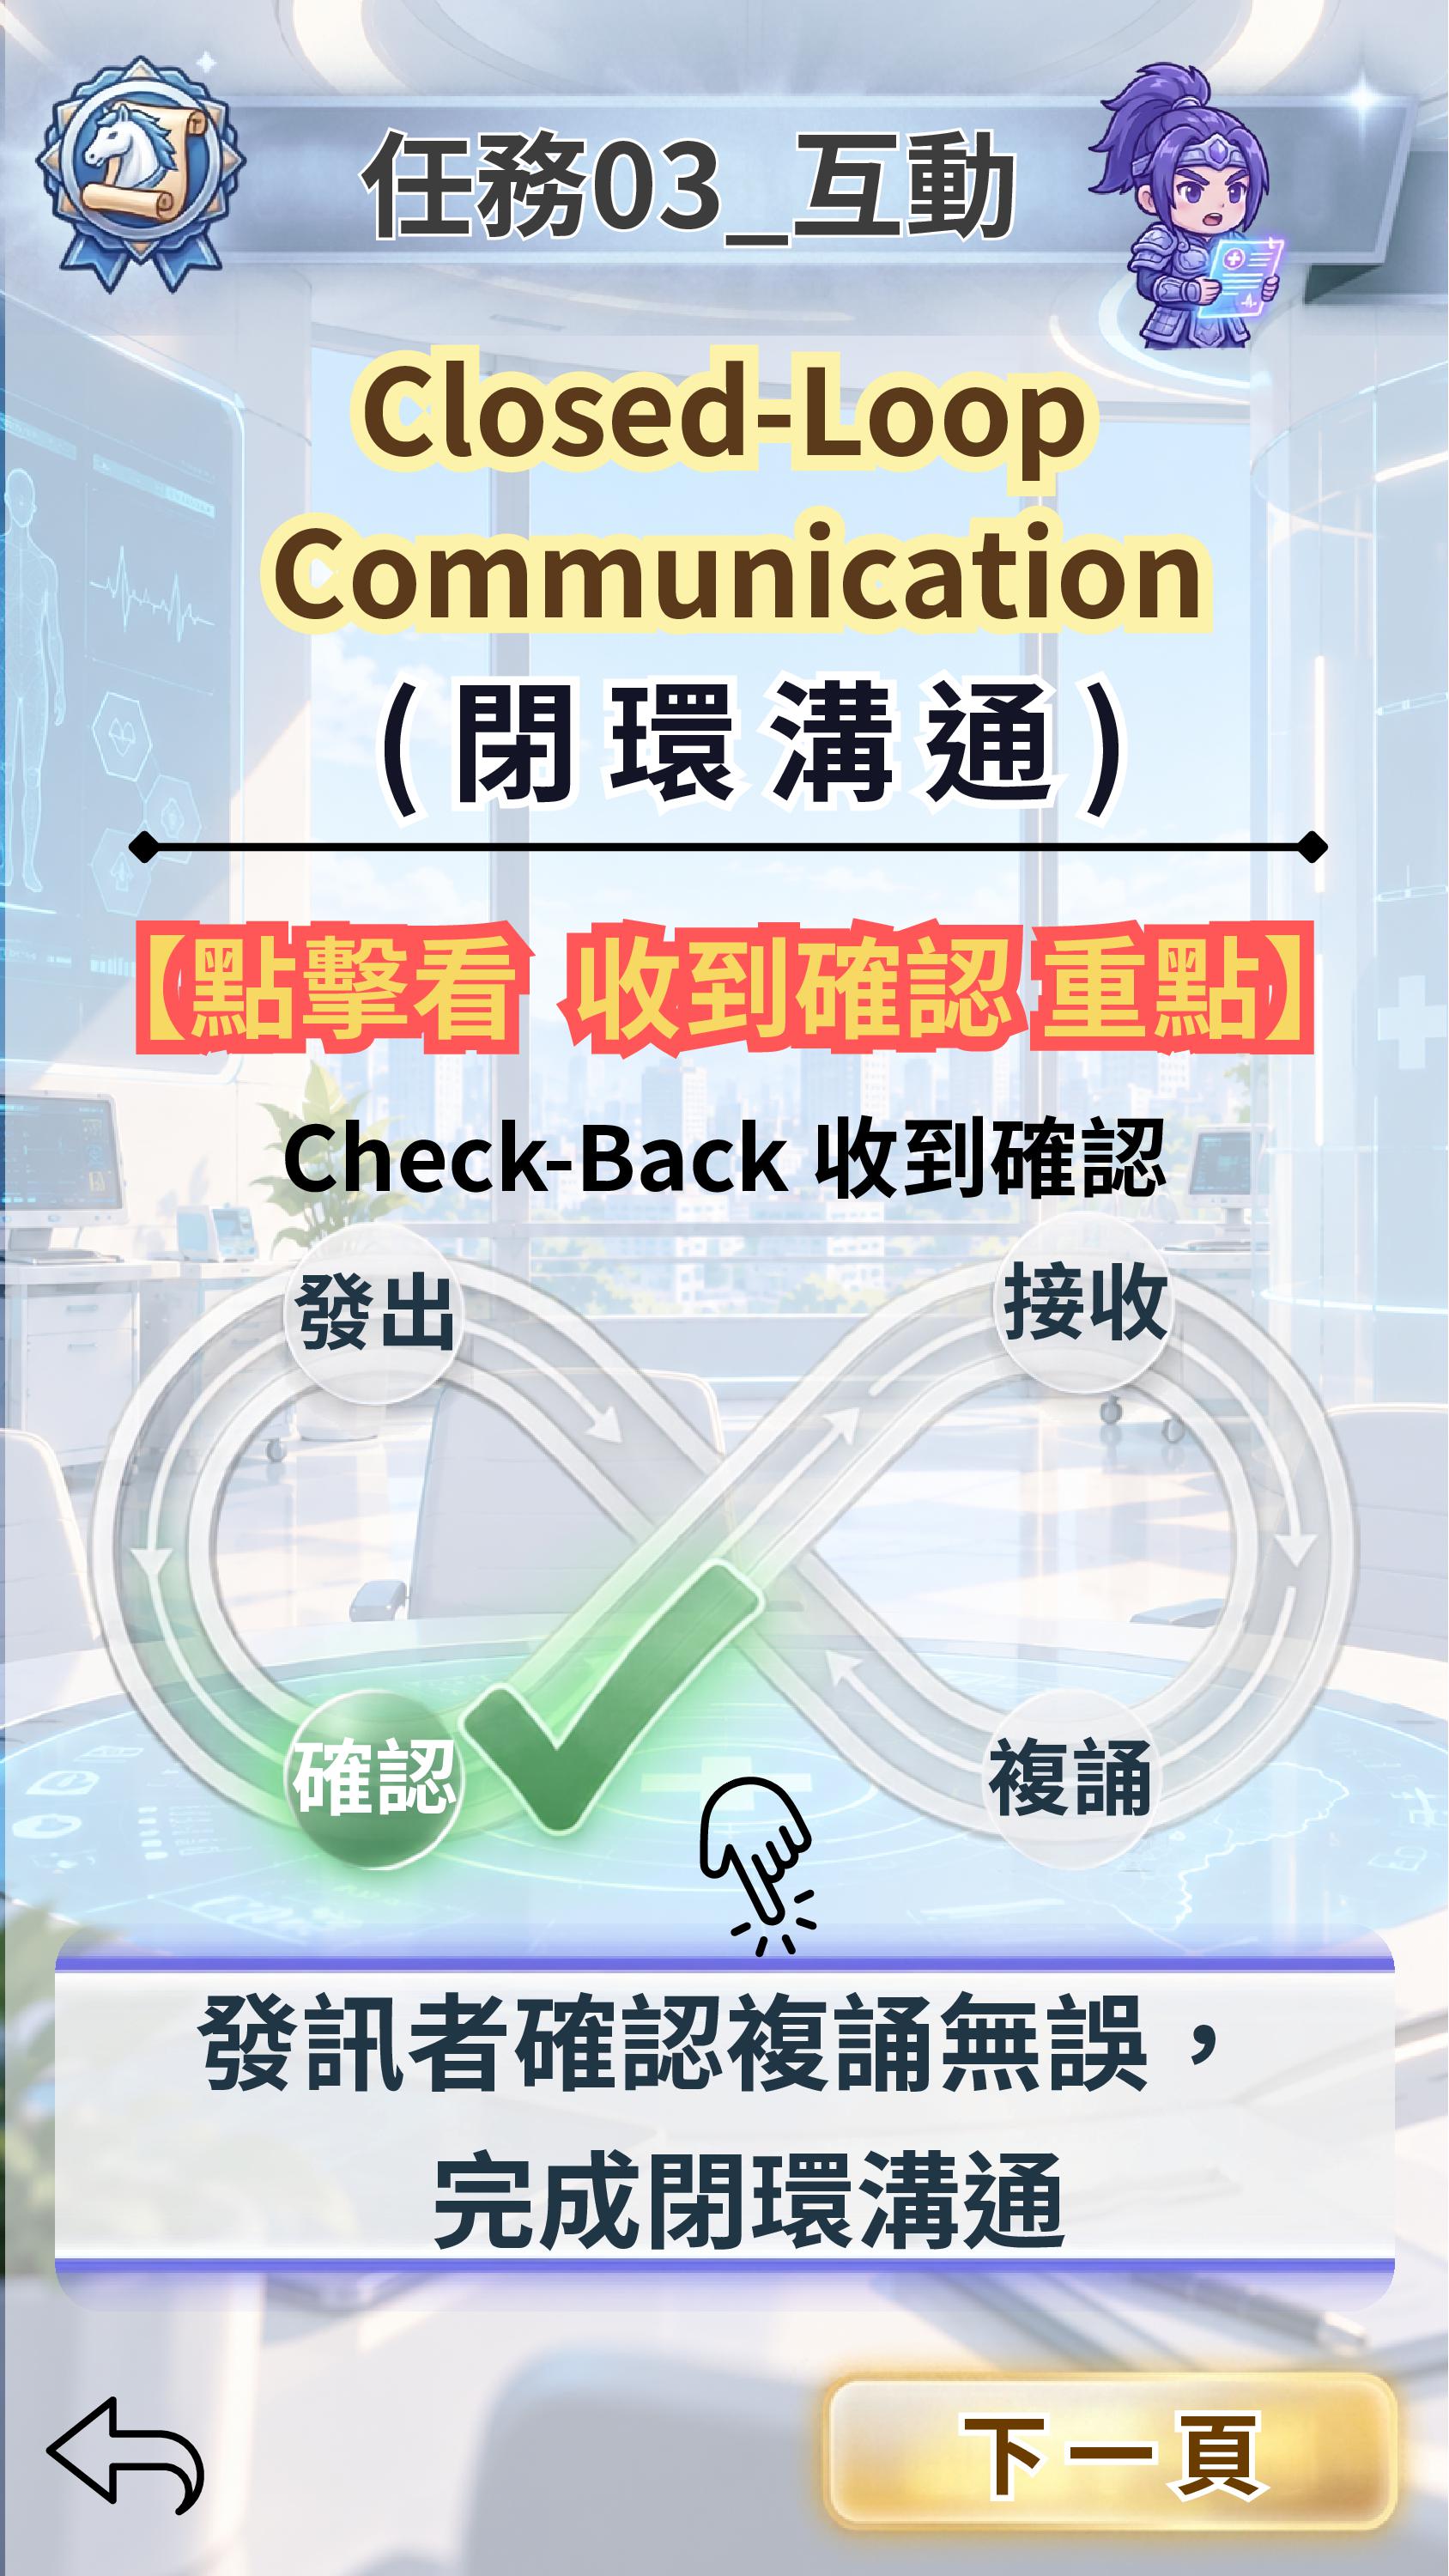 任務03_互動
Closed-Loop
Communication
(閉環溝通)
【點擊看 收到確認 重點】
Check-Back 收到確認
發出
接收
確認
複誦
發訊者確認複誦無誤，
完成閉環溝通
下一頁